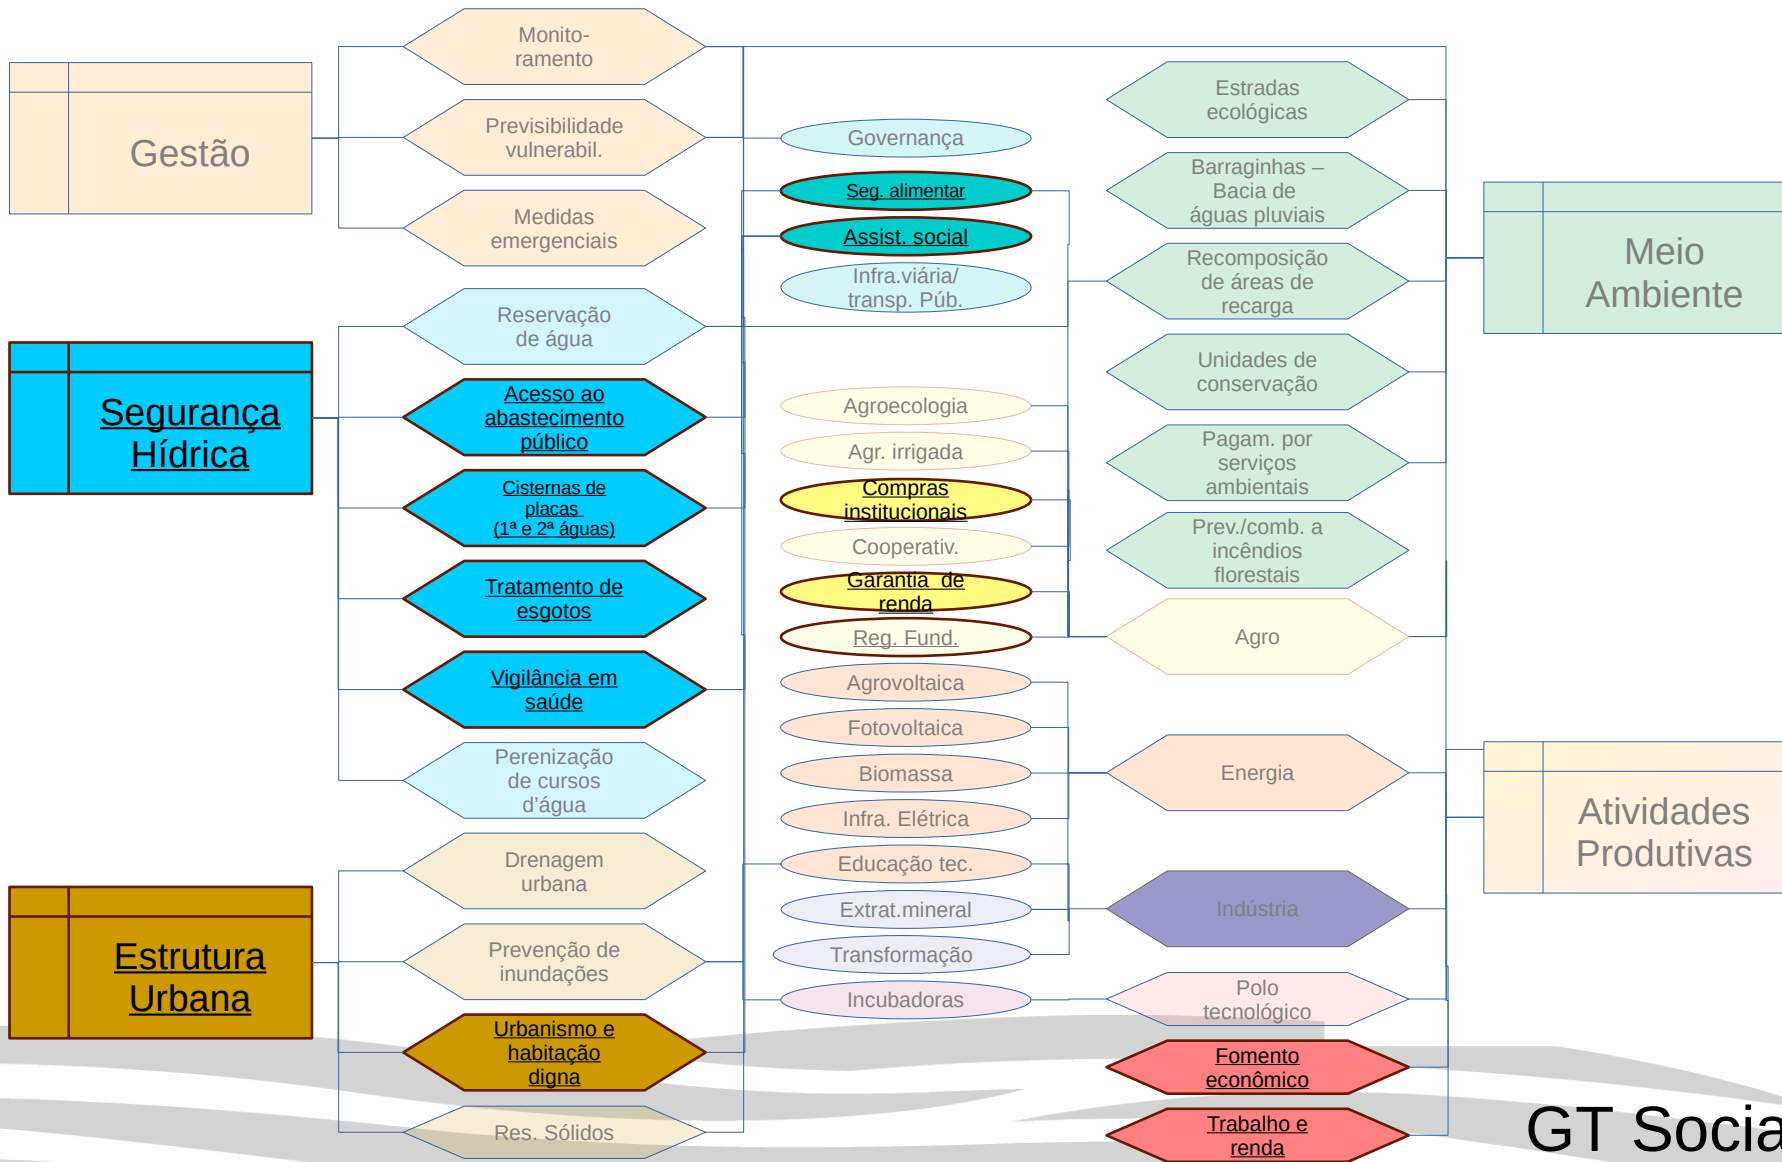 Gestão
Monito-
ramento
Previsibilidade
vulnerabil.
Medidas
emergenciais
Segurança
Hídrica
Reservação
de água
Acesso ao
abastecimento
público
Cisternas de
placas
(1ª e 2ª águas)
Tratamento de
esgotos
Vigilância em
saúde
Perenização
de cursos
d’água
Estrutura
Urbana
Drenagem
urbana
Prevenção de
inundações
Urbanismo e
habitação
digna
Res. Sólidos
Governança
Seg. alimentar
Assist. social
Infra.viária/
transp. Púb.
Agroecologia
Agr. irrigada
Compras
institucionais
Cooperativ.
Garantia de
renda
Reg. Fund.
Agrovoltaica
Fotovoltaica
Biomassa
Infra. Elétrica
Educação tec.
Extrat.mineral
Transformação
Incubadoras
Estradas
ecológicas
Barraginhas –
Bacia de
águas pluviais
Recomposição
de áreas de
recarga
Unidades de
conservação
Pagam. por
serviços
ambientais
Prev./comb. a
incêndios
florestais
Agro
Energia
Indústria
Polo
tecnológico
Fomento
econômico
Trabalho e
renda
Meio
Ambiente
Atividades
Produtivas
GT Socia